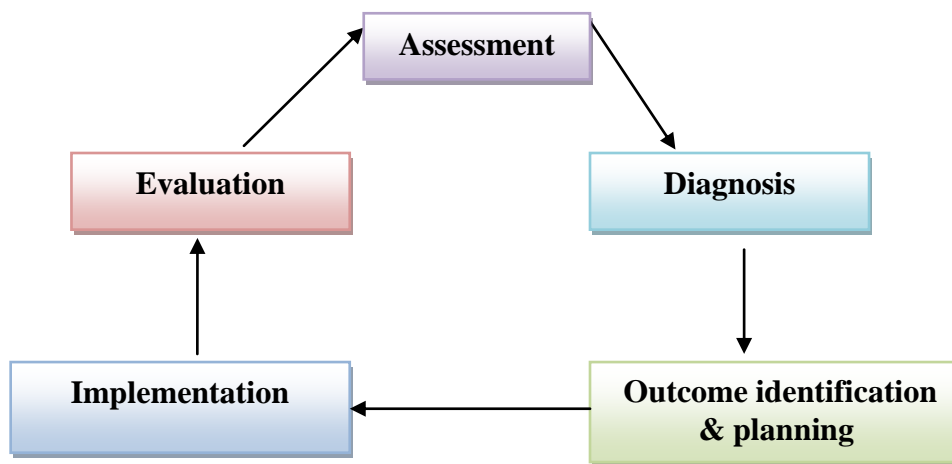 Assessment
Evaluation
Diagnosis
Implementation
Outcome identification
& planning